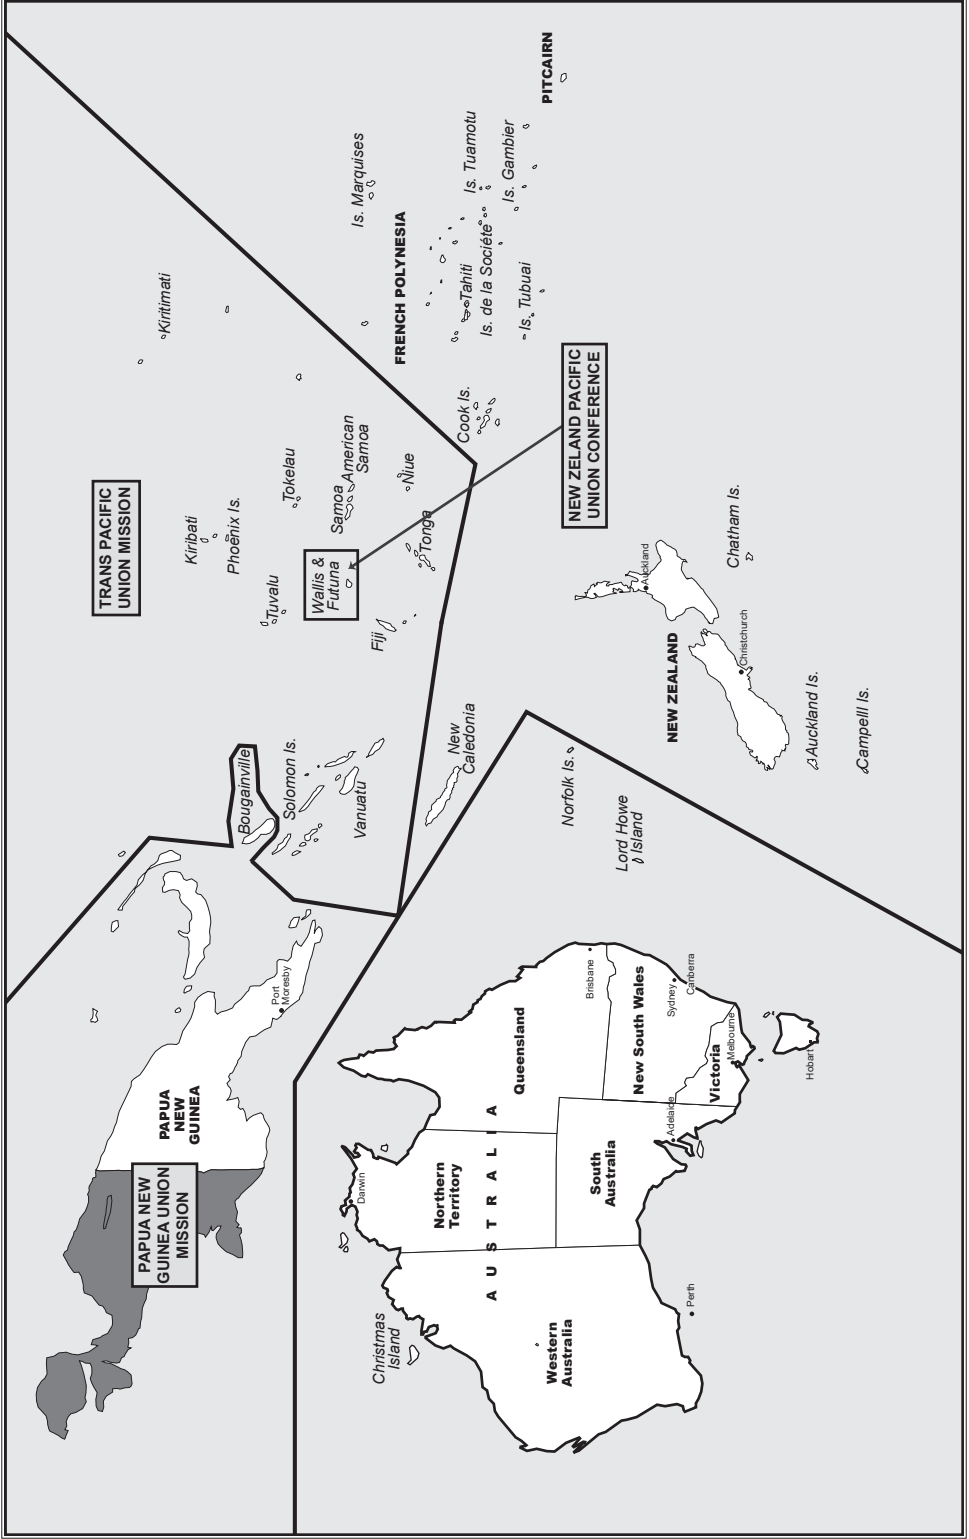 TRANS PACIFIC
UNION MISSION
Kiritimati
Kiribati
Phoenix Is.
Tokelau
Tuvalu
Samoa
American
Samoa
Wallis &
Futuna
Niue
Tonga
Fiji
Is. Marquises
FRENCH POLYNESIA
Is. Tuamotu
Tahiti
Is. de la Société
Is. Gambier
Is. Tubuai
PITCAIRN
Cook Is.
NEW ZELAND PACIFIC
UNION CONFERENCE
Bougainville
Solomon Is.
Vanuatu
New
Caledonia
Norfolk Is.
Lord Howe
Island
NEW ZEALAND
Auckland
Christchurch
Chatham Is.
Auckland Is.
Campell Is.
PAPUA NEW
GUINEA UNION
MISSION
PAPUA
NEW
GUINEA
Port
Moresby
Christmas
Island
Darwin
Northern
Territory
Queensland
AUSTRALIA
Western
Australia
South
Australia
New South Wales
Victoria
Brisbane
Sydney
Canberra
Melbourne
Adelaide
Perth
Hobart